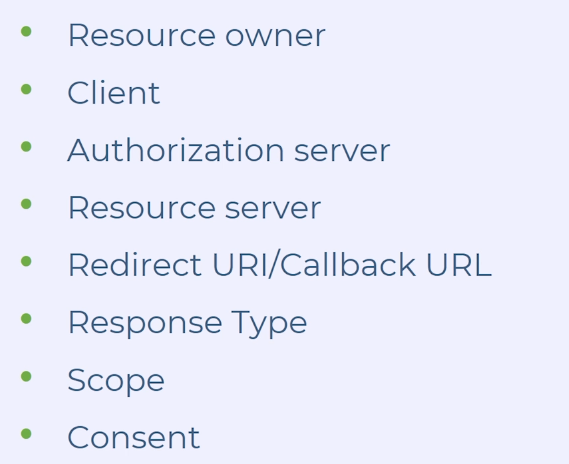 Resource owner
Client
Authorization server
Resource server
Redirect URI/Callback URL
Response Type
Scope
Consent